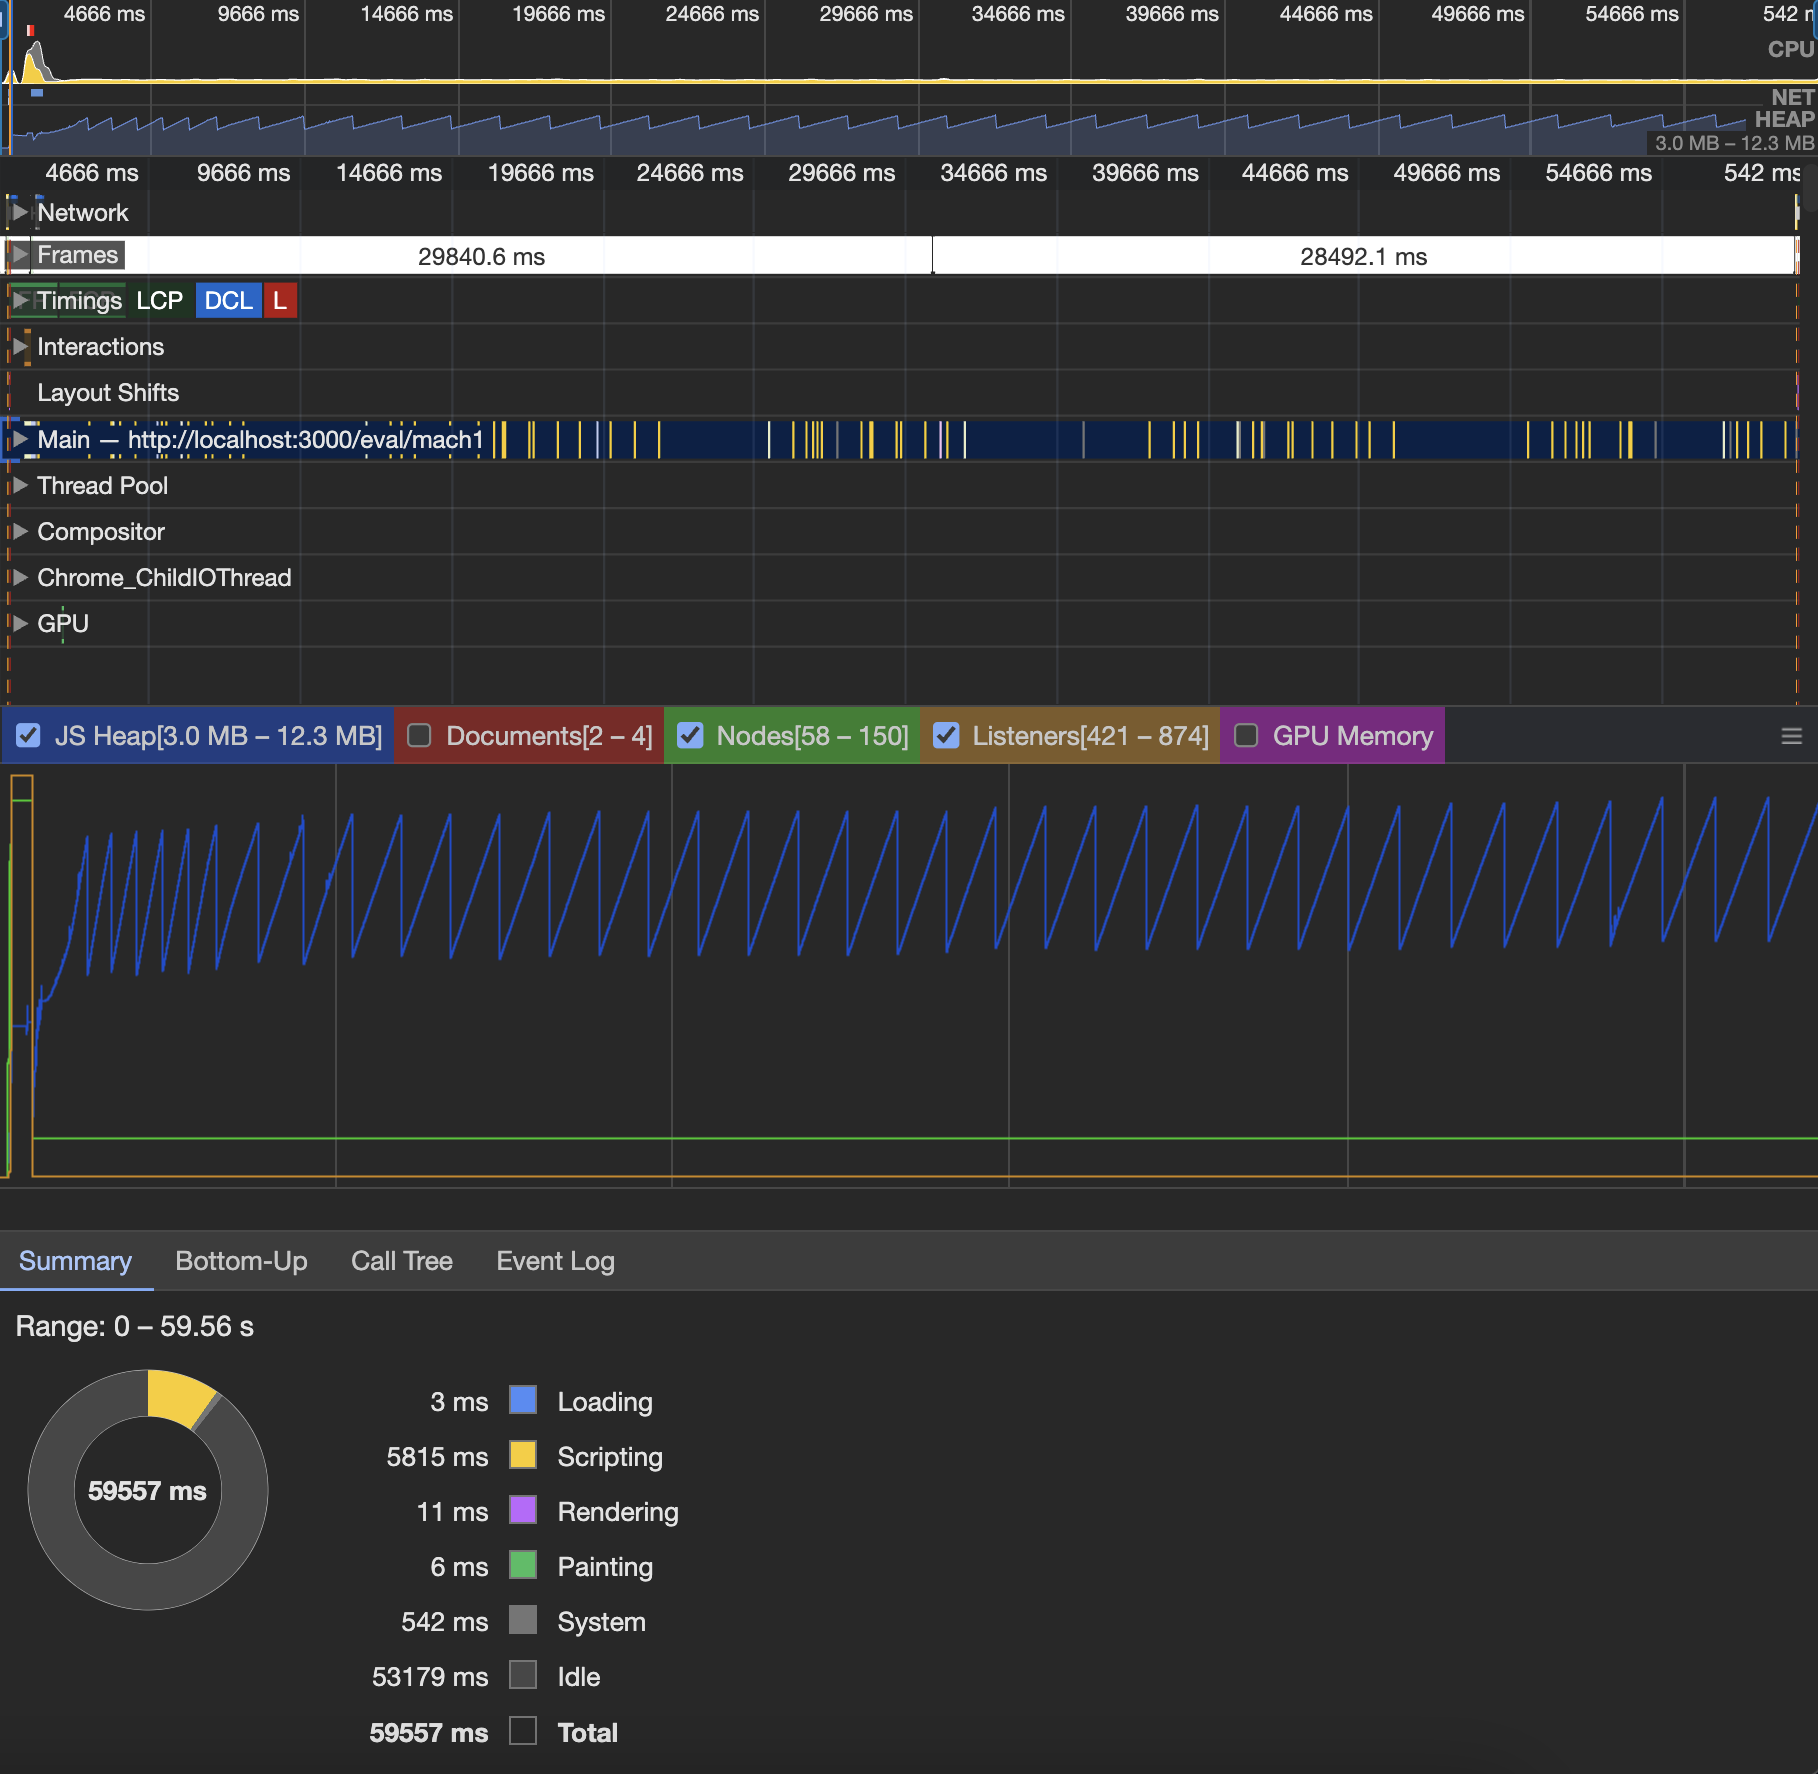 4666 ms 9666 ms 14666 ms 19666 ms 24666 ms 29666 ms 34666 ms 39666 ms 44666 ms 49666 ms 54666 ms 542 m
CPU
NET
HEAP
3.0 MB – 12.3 MB
4666 ms 9666 ms 14666 ms 19666 ms 24666 ms 29666 ms 34666 ms 39666 ms 44666 ms 49666 ms 54666 ms 542 ms
Network
Frames 29840.6 ms 28492.1 ms
Timings LCP DCL L
Interactions
Layout Shifts
Main — http://localhost:3000/eval/mach1
Thread Pool
Compositor
Chrome_ChildIOThread
GPU
JS Heap[3.0 MB – 12.3 MB] Documents[2 – 4] Nodes[58 – 150] Listeners[421 – 874] GPU Memory
Summary Bottom-Up Call Tree Event Log
Range: 0 – 59.56 s
59557 ms
3 ms Loading
5815 ms Scripting
11 ms Rendering
6 ms Painting
542 ms System
53179 ms Idle
59557 ms Total